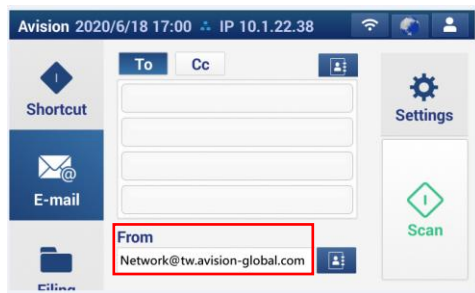 Avision 2020/6/18 17:00 IP 10.1.22.38
To Cc
Shortcut
Settings
E-mail
Scan
From
Network@tw.avision-global.com
Filing